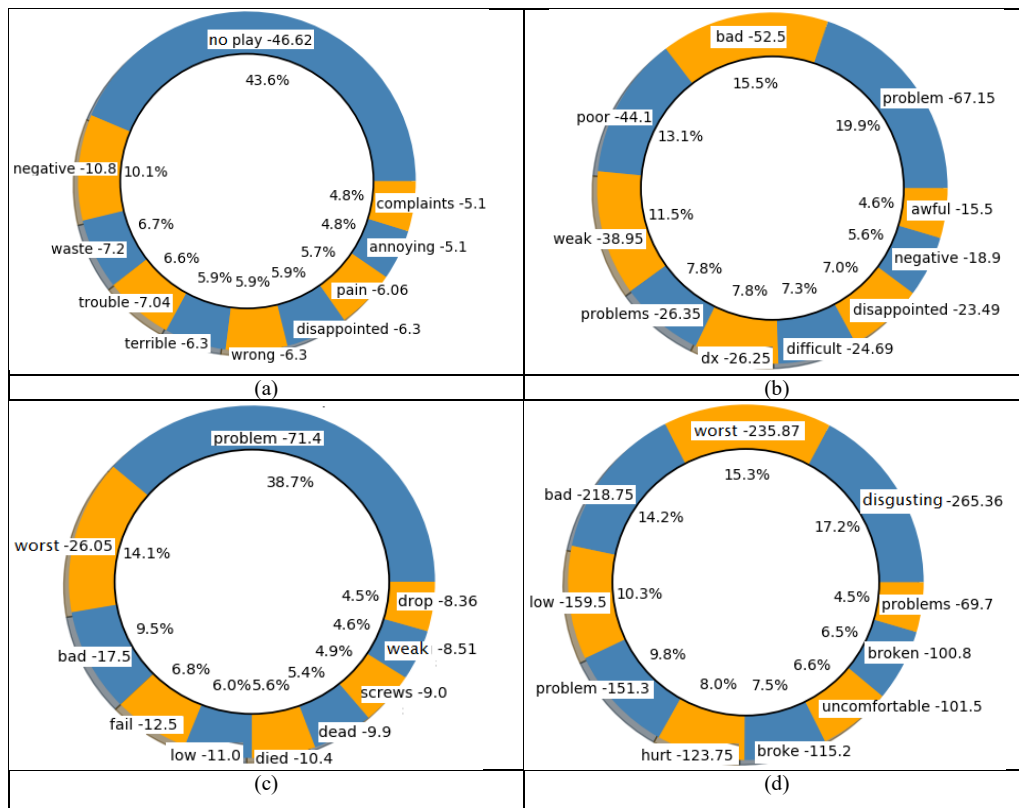 no play -46.62
43.6%
negative -10.8
10.1%
waste -7.2
6.7%
trouble -7.04
6.6%
terrible -6.3
5.9%
wrong -6.3
5.9%
disappointed -6.3
5.9%
pain -6.06
5.7%
annoying -5.1
4.8%
complaints -5.1
4.8%
(a)
bad -52.5
15.5%
problem -67.15
19.9%
poor -44.1
13.1%
weak -38.95
11.5%
problems -26.35
7.8%
dx -26.25
7.8%
difficult -24.69
7.3%
disappointed -23.49
7.0%
negative -18.9
5.6%
awful -15.5
4.6%
(b)
problem -71.4
38.7%
worst -26.05
14.1%
bad -17.5
9.5%
fail -12.5
6.8%
low -11.0
6.0%
died -10.4
5.6%
dead -9.9
5.4%
screws -9.0
4.9%
weak -8.51
4.6%
drop -8.36
4.5%
(c)
worst -235.87
15.3%
disgusting -265.36
17.2%
bad -218.75
14.2%
low -159.5
10.3%
problem -151.3
9.8%
hurt -123.75
8.0%
broke -115.2
7.5%
uncomfortable -101.5
6.6%
broken -100.8
6.5%
problems -69.7
4.5%
(d)